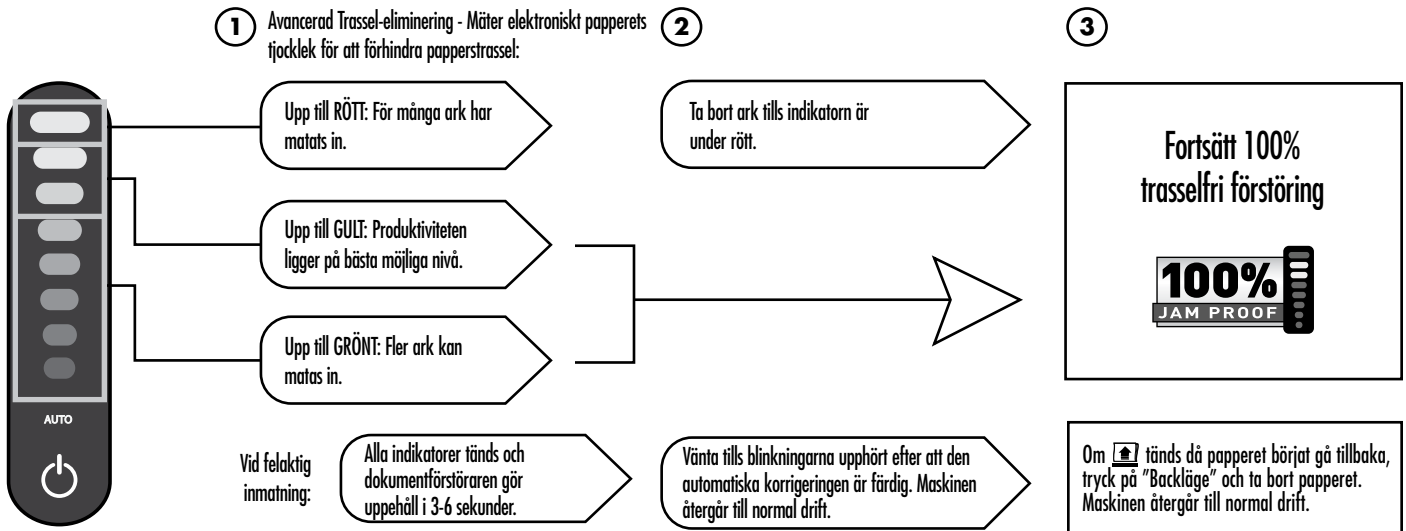 1
Avancerad Trassel-eliminering - Mäter elektroniskt papperets
tjocklek för att förhindra papperstrassel:
2
3
Upp till RÖTT: För många ark har
matats in.
Ta bort ark tills indikatorn är
under rött.
Fortsätt 100%
trasselfri förstöring
Upp till GULT: Produktiviteten
ligger på bästa möjliga nivå.
100%
JAM PROOF
Upp till GRÖNT: Fler ark kan
matas in.
AUTO
Vid felaktig
inmatning:
Alla indikatorer tänds och
dokumentförstöraren gör
uppehåll i 3-6 sekunder.
Vänta tills blinkningarna upphört efter att den
automatiska korrigeringen är färdig. Maskinen
återgår till normal drift.
Om tänds då papperet börjat gå tillbaka,
tryck på ”Backläge” och ta bort papperet.
Maskinen återgår till normal drift.